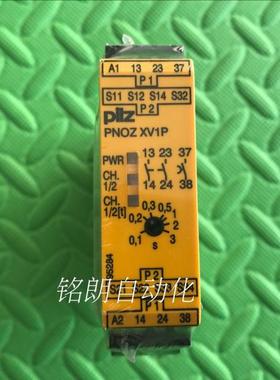 A1 13 23 37
P1
S11 S12 S14 S32
P2
pilz
PNOZ XV1P
PWR
13 23 37
CH.
1/2
14 24 38
CH.
1/2[t]
0,1 0,2 0,3 0,5 1 2 3
s
P2
P1
A2 14 24 38
铭朗自动化